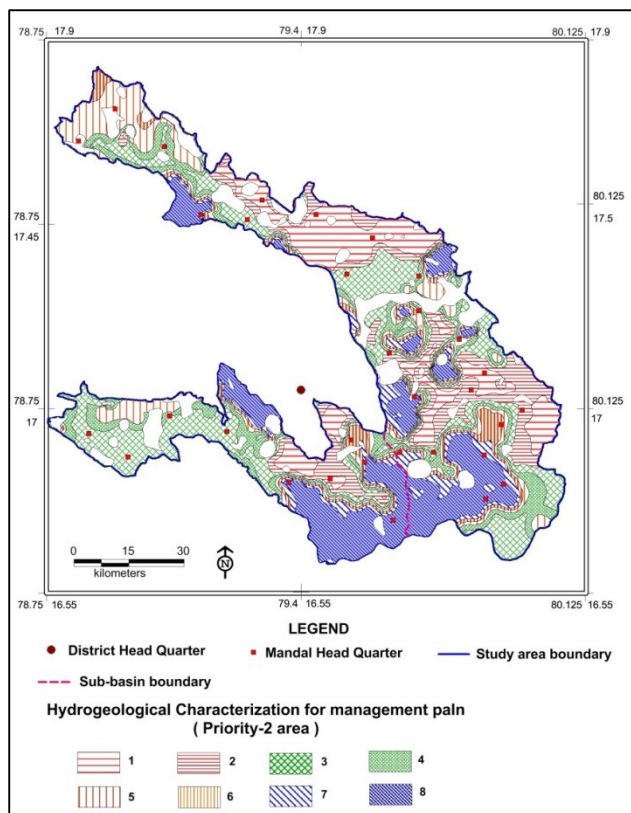 78.75 17.9 79.4 17.9 80.125 17.9
80.125
17.5
78.75
17.45
78.75
17
80.125
17
0 15 30
kilometers
N
78.75 16.55 79.4 16.55 80.125 16.55
LEGEND
District Head Quarter Mandal Head Quarter Study area boundary
Sub-basin boundary
Hydrogeological Characterization for management paln
( Priority-2 area )
1 2 3 4
5 6 7 8